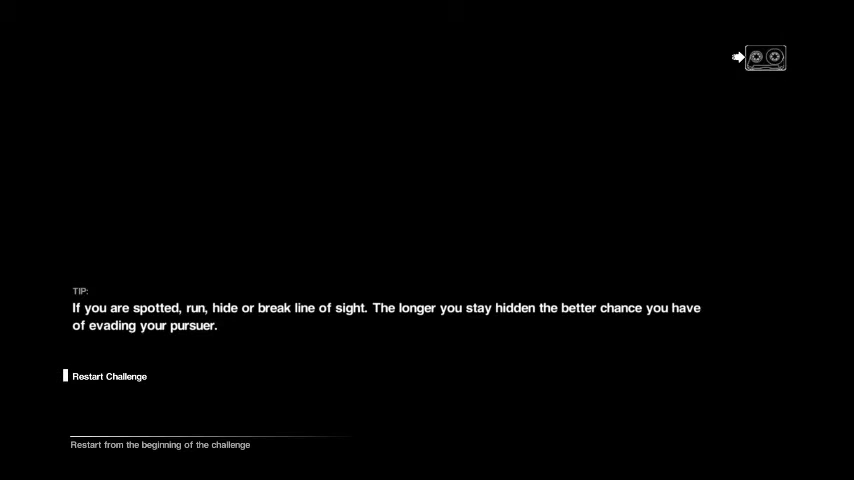 TIP:
If you are spotted, run, hide or break line of sight. The longer you stay hidden the better chance you have
of evading your pursuer.
Restart Challenge
Restart from the beginning of the challenge